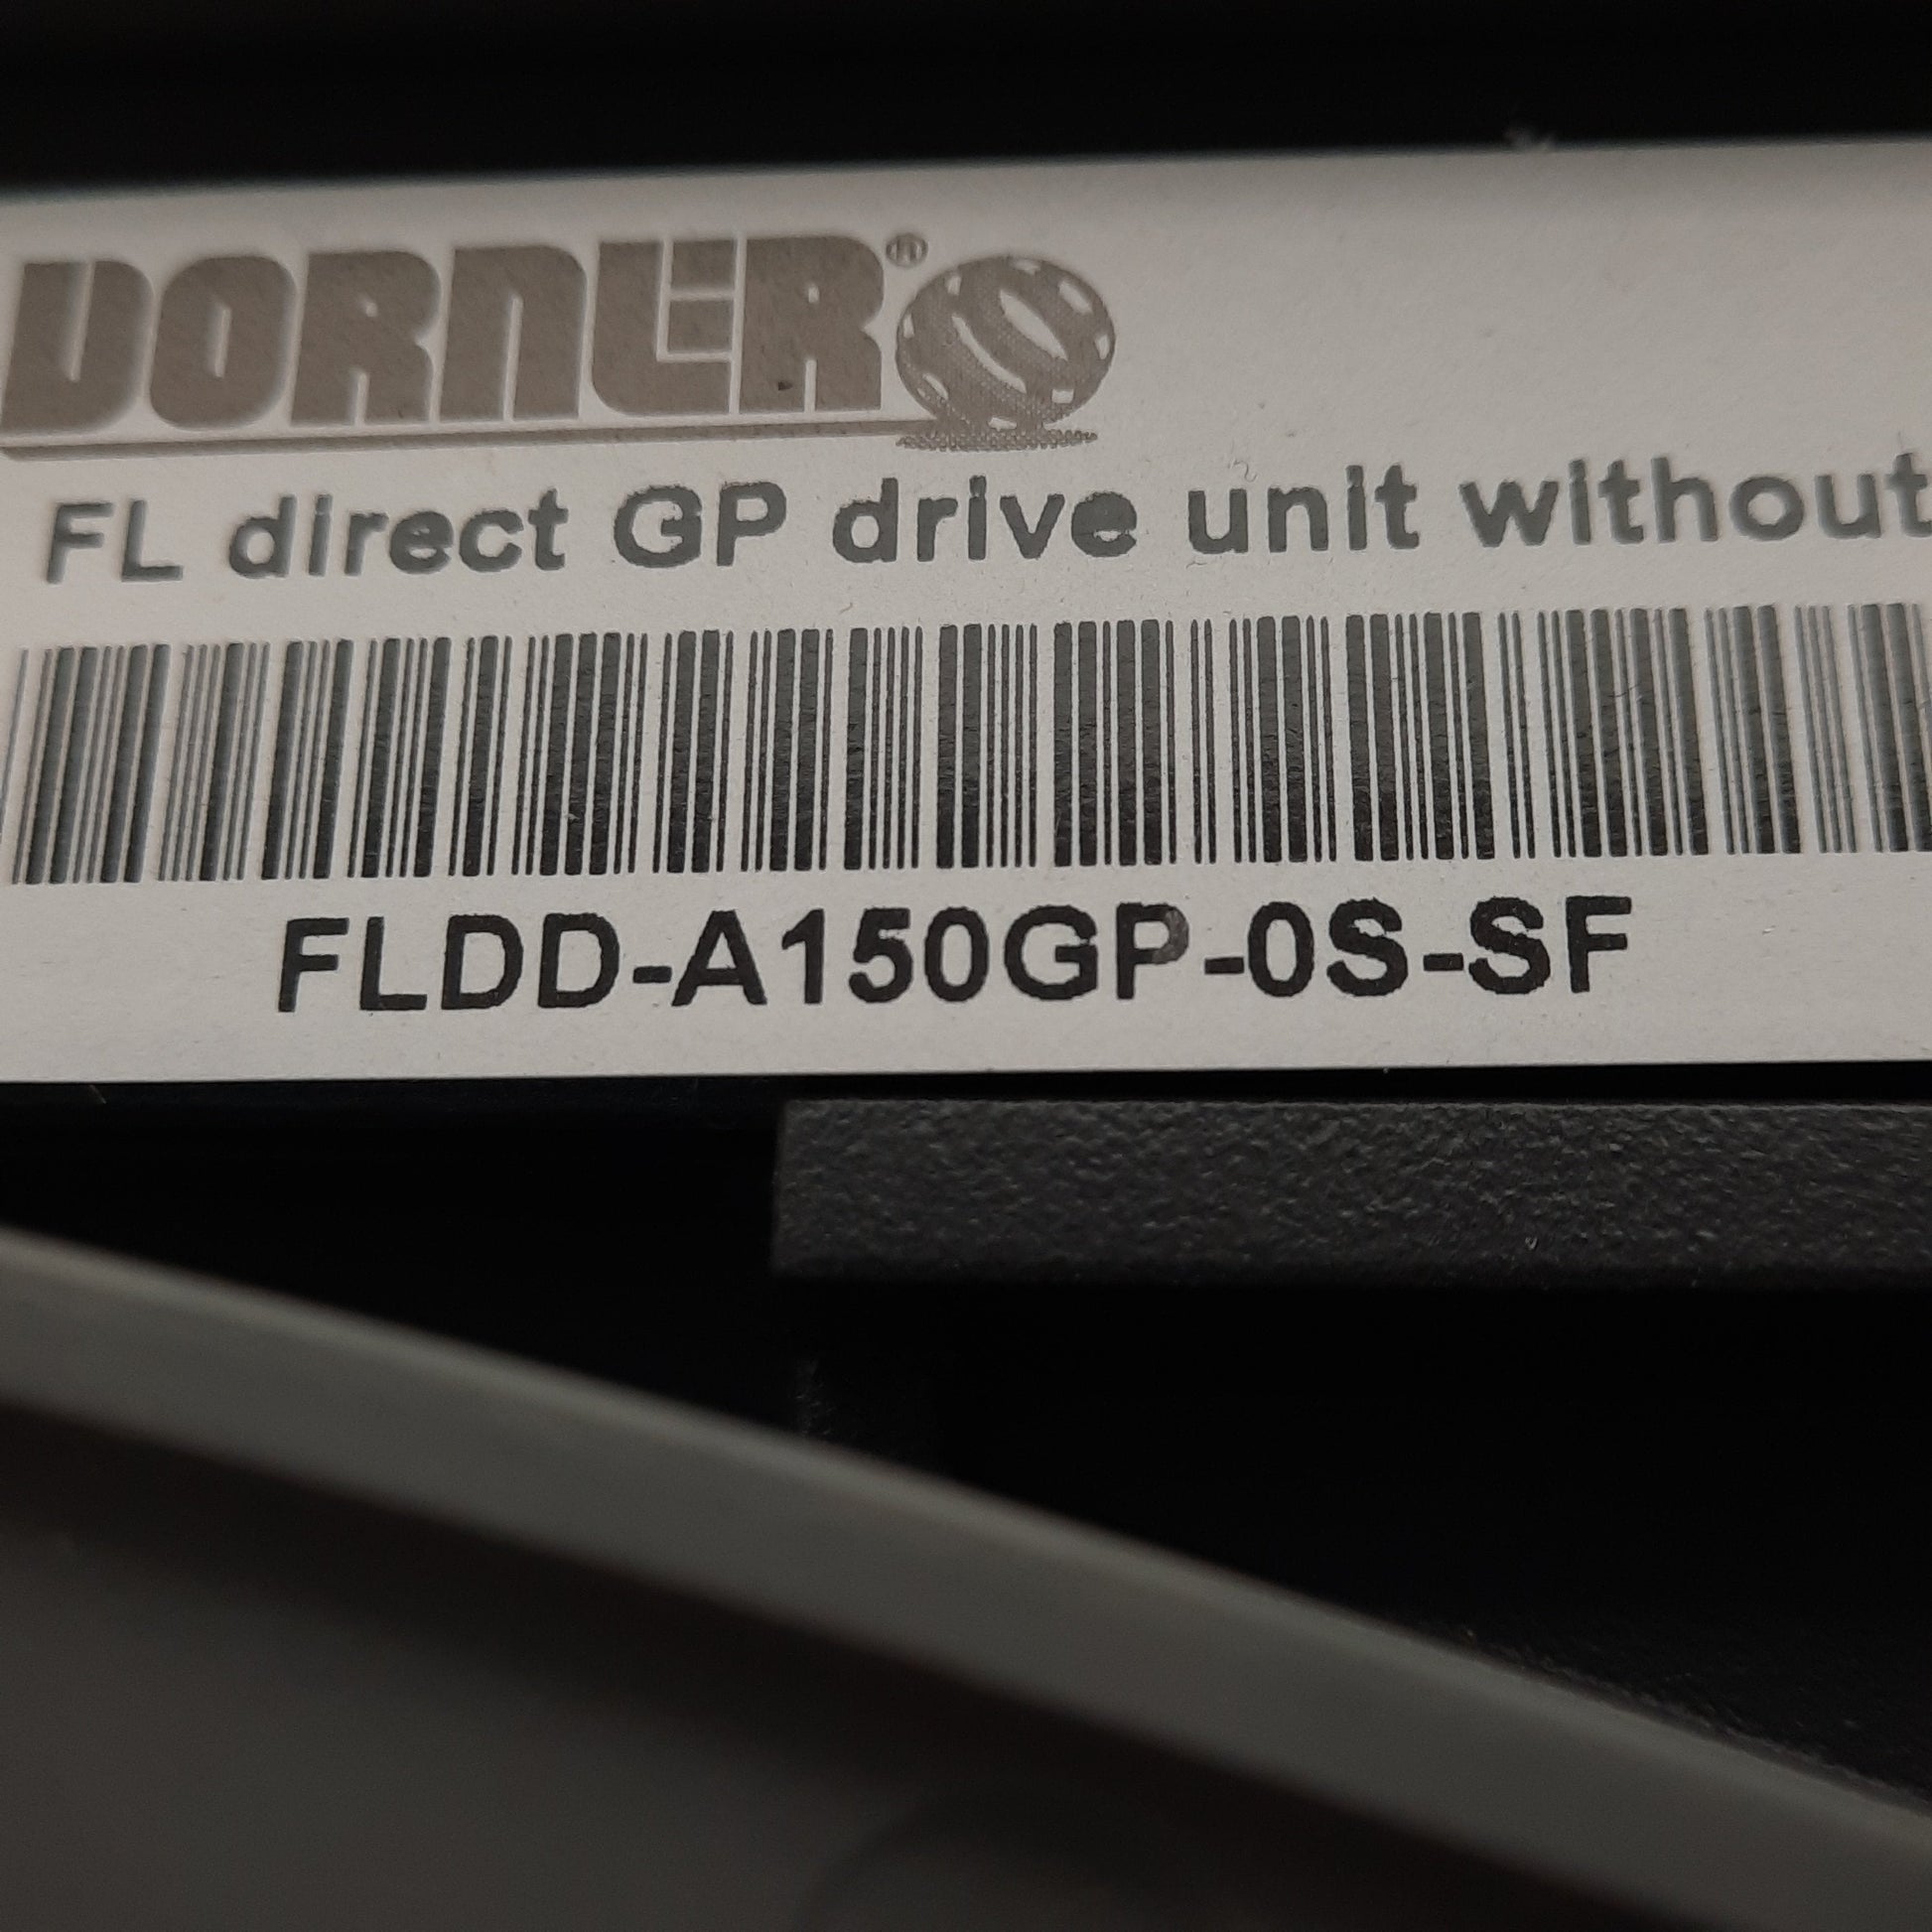 DORNER®
FL direct GP drive unit without
FLDD-A150GP-0S-SF